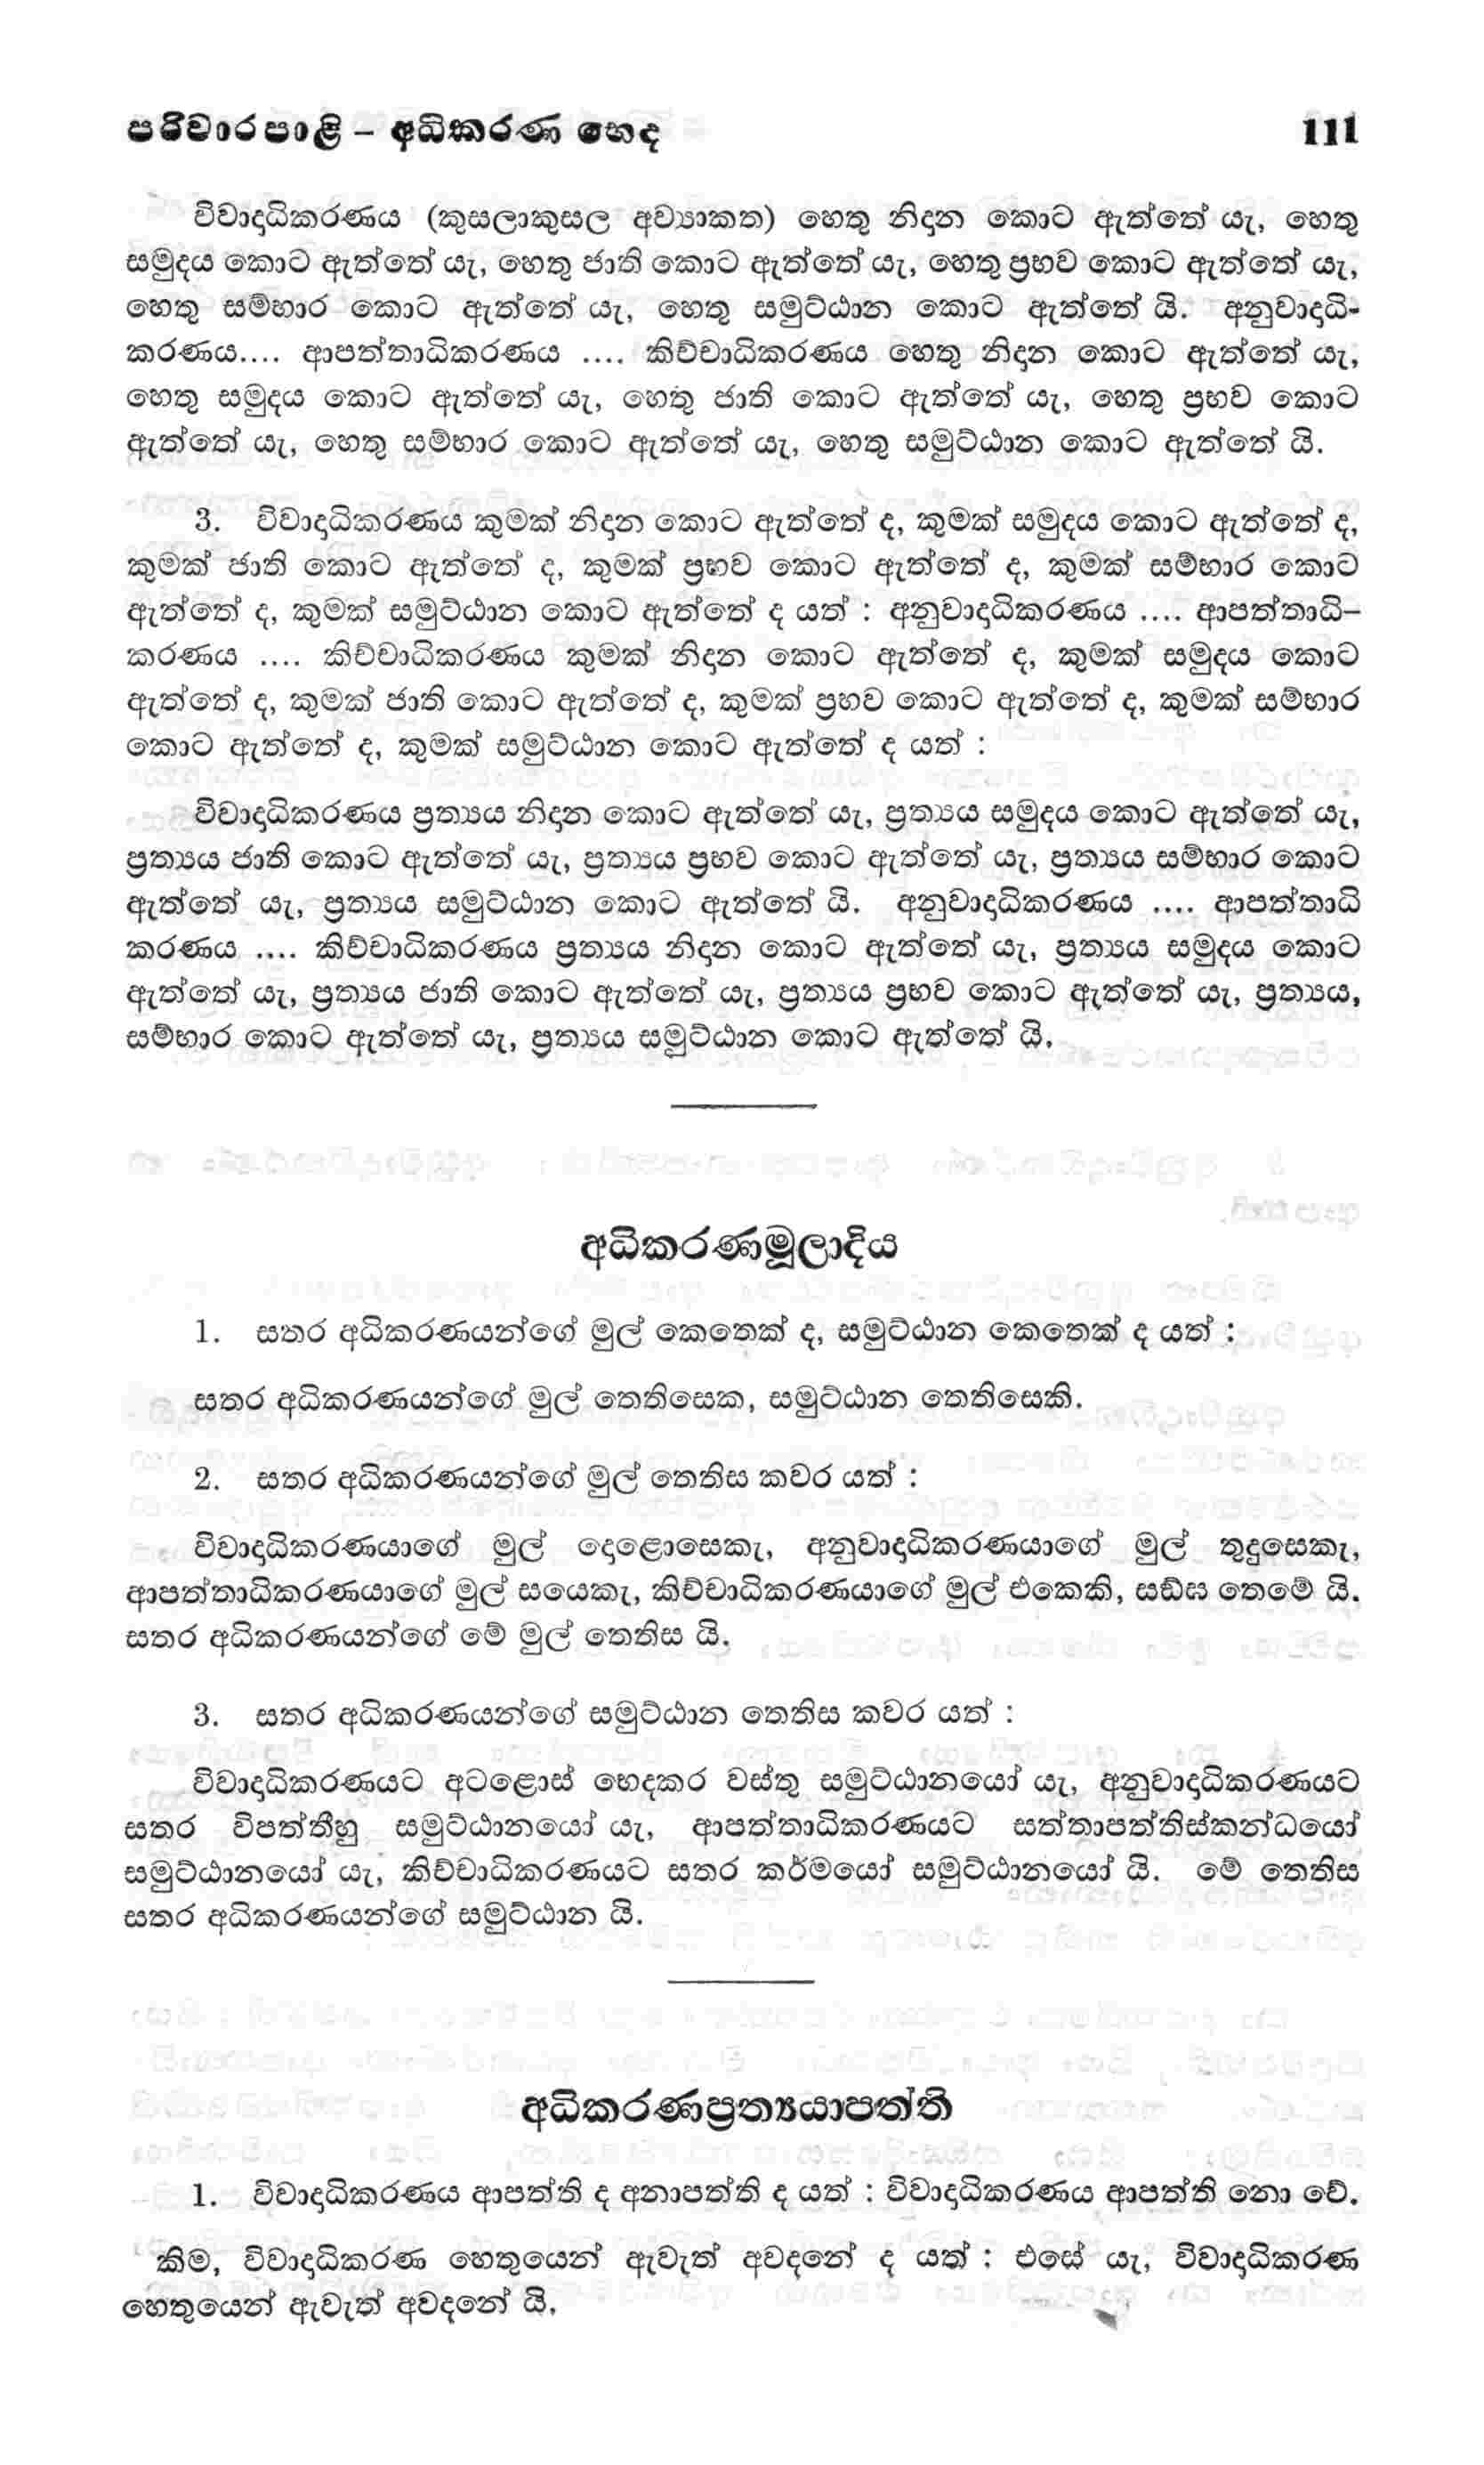 පරිවාරපාළි – අධිකරණ භෙද 111
විවාදාධිකරණය (කුසලාකුසල අව්‍යාකත) හෙතු නිදාන කොට ඇත්තේ යැ, හෙතු
සමුදය කොට ඇත්තේ යැ, හෙතු ජාති කොට ඇත්තේ යැ, හෙතු ප්‍රභව කොට ඇත්තේ යැ,
හෙතු සම්භාර කොට ඇත්තේ යැ, හෙතු සමුට්ඨාන කොට ඇත්තේ යි. අනුවාදාධි-
කරණය.... ආපත්තාධිකරණය .... කිච්චාධිකරණය හෙතු නිදාන කොට ඇත්තේ යැ,
හෙතු සමුදය කොට ඇත්තේ යැ, හෙතු ජාති කොට ඇත්තේ යැ, හෙතු ප්‍රභව කොට
ඇත්තේ යැ, හෙතු සම්භාර කොට ඇත්තේ යැ, හෙතු සමුට්ඨාන කොට ඇත්තේ යි.
3. විවාදාධිකරණය කුමක් නිදාන කොට ඇත්තේ ද, කුමක් සමුදය කොට ඇත්තේ ද,
කුමක් ජාති කොට ඇත්තේ ද, කුමක් ප්‍රභව කොට ඇත්තේ ද, කුමක් සම්භාර කොට
ඇත්තේ ද, කුමක් සමුට්ඨාන කොට ඇත්තේ ද යත් : අනුවාදාධිකරණය .... ආපත්තාධි–
කරණය .... කිච්චාධිකරණය කුමක් නිදාන කොට ඇත්තේ ද, කුමක් සමුදය කොට
ඇත්තේ ද, කුමක් ජාති කොට ඇත්තේ ද, කුමක් ප්‍රභව කොට ඇත්තේ ද, කුමක් සම්භාර
කොට ඇත්තේ ද, කුමක් සමුට්ඨාන කොට ඇත්තේ ද යත් :
විවාදාධිකරණය ප්‍රත්‍යය නිදාන කොට ඇත්තේ යැ, ප්‍රත්‍යය සමුදය කොට ඇත්තේ යැ,
ප්‍රත්‍යය ජාති කොට ඇත්තේ යැ, ප්‍රත්‍යය ප්‍රභව කොට ඇත්තේ යැ, ප්‍රත්‍යය සම්භාර කොට
ඇත්තේ යැ, ප්‍රත්‍යය සමුට්ඨාන කොට ඇත්තේ යි. අනුවාදාධිකරණය .... ආපත්තාධි
කරණය .... කිච්චාධිකරණය ප්‍රත්‍යය නිදාන කොට ඇත්තේ යැ, ප්‍රත්‍යය සමුදය කොට
ඇත්තේ යැ, ප්‍රත්‍යය ජාති කොට ඇත්තේ යැ, ප්‍රත්‍යය ප්‍රභව කොට ඇත්තේ යැ, ප්‍රත්‍යය,
සම්භාර කොට ඇත්තේ යැ, ප්‍රත්‍යය සමුට්ඨාන කොට ඇත්තේ යි.
අධිකරණමූලාදිය
1. සතර අධිකරණයන්ගේ මුල් කෙතෙක් ද, සමුට්ඨාන කෙතෙක් ද යත් :
සතර අධිකරණයන්ගේ මුල් තෙතිසෙක, සමුට්ඨාන තෙතිසෙකි.
2. සතර අධිකරණයන්ගේ මුල් තෙතිස කවර යත් :
විවාදාධිකරණයාගේ මුල් දොළොසෙකැ, අනුවාදාධිකරණයාගේ මුල් තුදුසෙකැ,
ආපත්තාධිකරණයාගේ මුල් සයෙකැ, කිච්චාධිකරණයාගේ මුල් එකෙකි, සඞ්ඝ තෙමේ යි.
සතර අධිකරණයන්ගේ මේ මුල් තෙතිස යි.
3. සතර අධිකරණයන්ගේ සමුට්ඨාන තෙතිස කවර යත් :
විවාදාධිකරණයට අටළොස් භෙදකර වස්තු සමුට්ඨානයෝ යැ, අනුවාදාධිකරණයට
සතර විපත්තීහු සමුට්ඨානයෝ යැ, ආපත්තාධිකරණයට සත්තාපත්තිස්කන්ධයෝ
සමුට්ඨානයෝ යැ, කිච්චාධිකරණයට සතර කර්මයෝ සමුට්ඨානයෝ යි. මේ තෙතිස
සතර අධිකරණයන්ගේ සමුට්ඨාන යි.
අධිකරණප්‍රත්‍යයාපත්ති
1. විවාදාධිකරණය ආපත්ති ද අනාපත්ති ද යත් : විවාදාධිකරණය ආපත්ති නො වේ.
කිම, විවාදාධිකරණ හෙතුයෙන් ඇවැත් අවදනේ ද යත් : එසේ යැ, විවාදාධිකරණ
හෙතුයෙන් ඇවැත් අවදනේ යි.